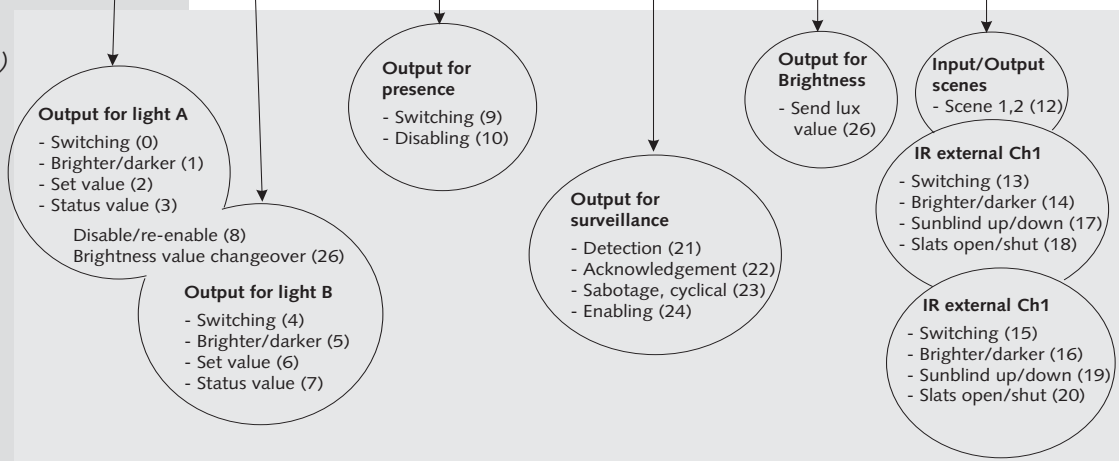 Output for light A
- Switching (0)
- Brighter/darker (1)
- Set value (2)
- Status value (3)
Disable/re-enable (8)
Brightness value changeover (26)
Output for light B
- Switching (4)
- Brighter/darker (5)
- Set value (6)
- Status value (7)
Output for
presence
- Switching (9)
- Disabling (10)
Output for
surveillance
- Detection (21)
- Acknowledgement (22)
- Sabotage, cyclical (23)
- Enabling (24)
Output for
Brightness
- Send lux
value (26)
Input/Output
scenes
- Scene 1,2 (12)
IR external Ch1
- Switching (13)
- Brighter/darker (14)
- Sunblind up/down (17)
- Slats open/shut (18)
IR external Ch1
- Switching (15)
- Brighter/darker (16)
- Sunblind up/down (19)
- Slats open/shut (20)